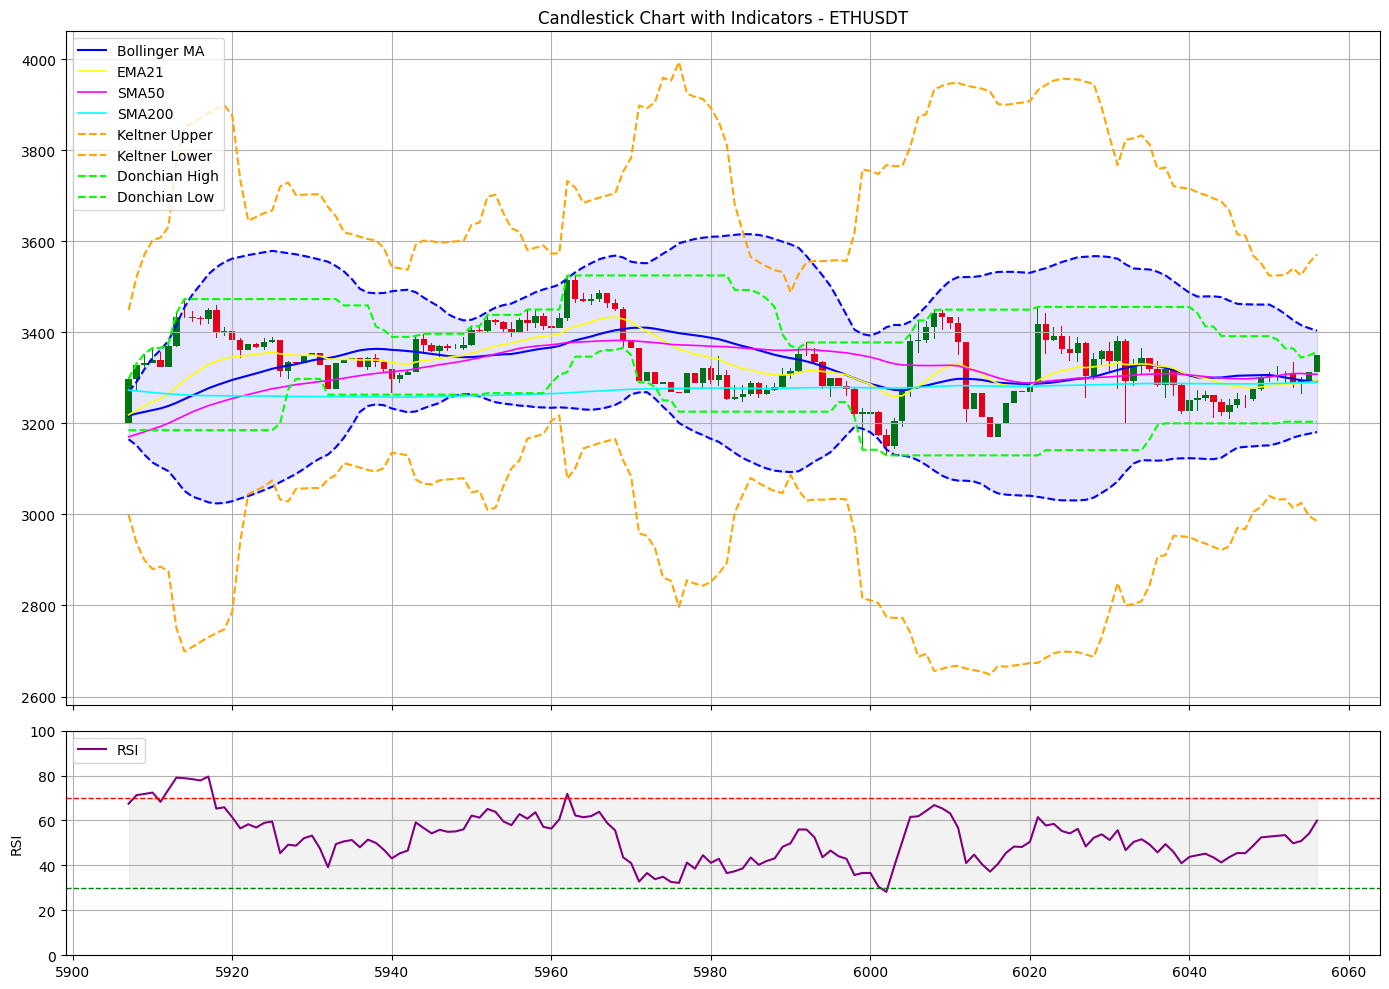 Candlestick Chart with Indicators - ETHUSDT
Bollinger MA
EMA21
SMA50
SMA200
Keltner Upper
Keltner Lower
Donchian High
Donchian Low
4000
3800
3600
3400
3200
3000
2800
2600
RSI
100
80
60
40
20
0
RSI
5900
5920
5940
5960
5980
6000
6020
6040
6060